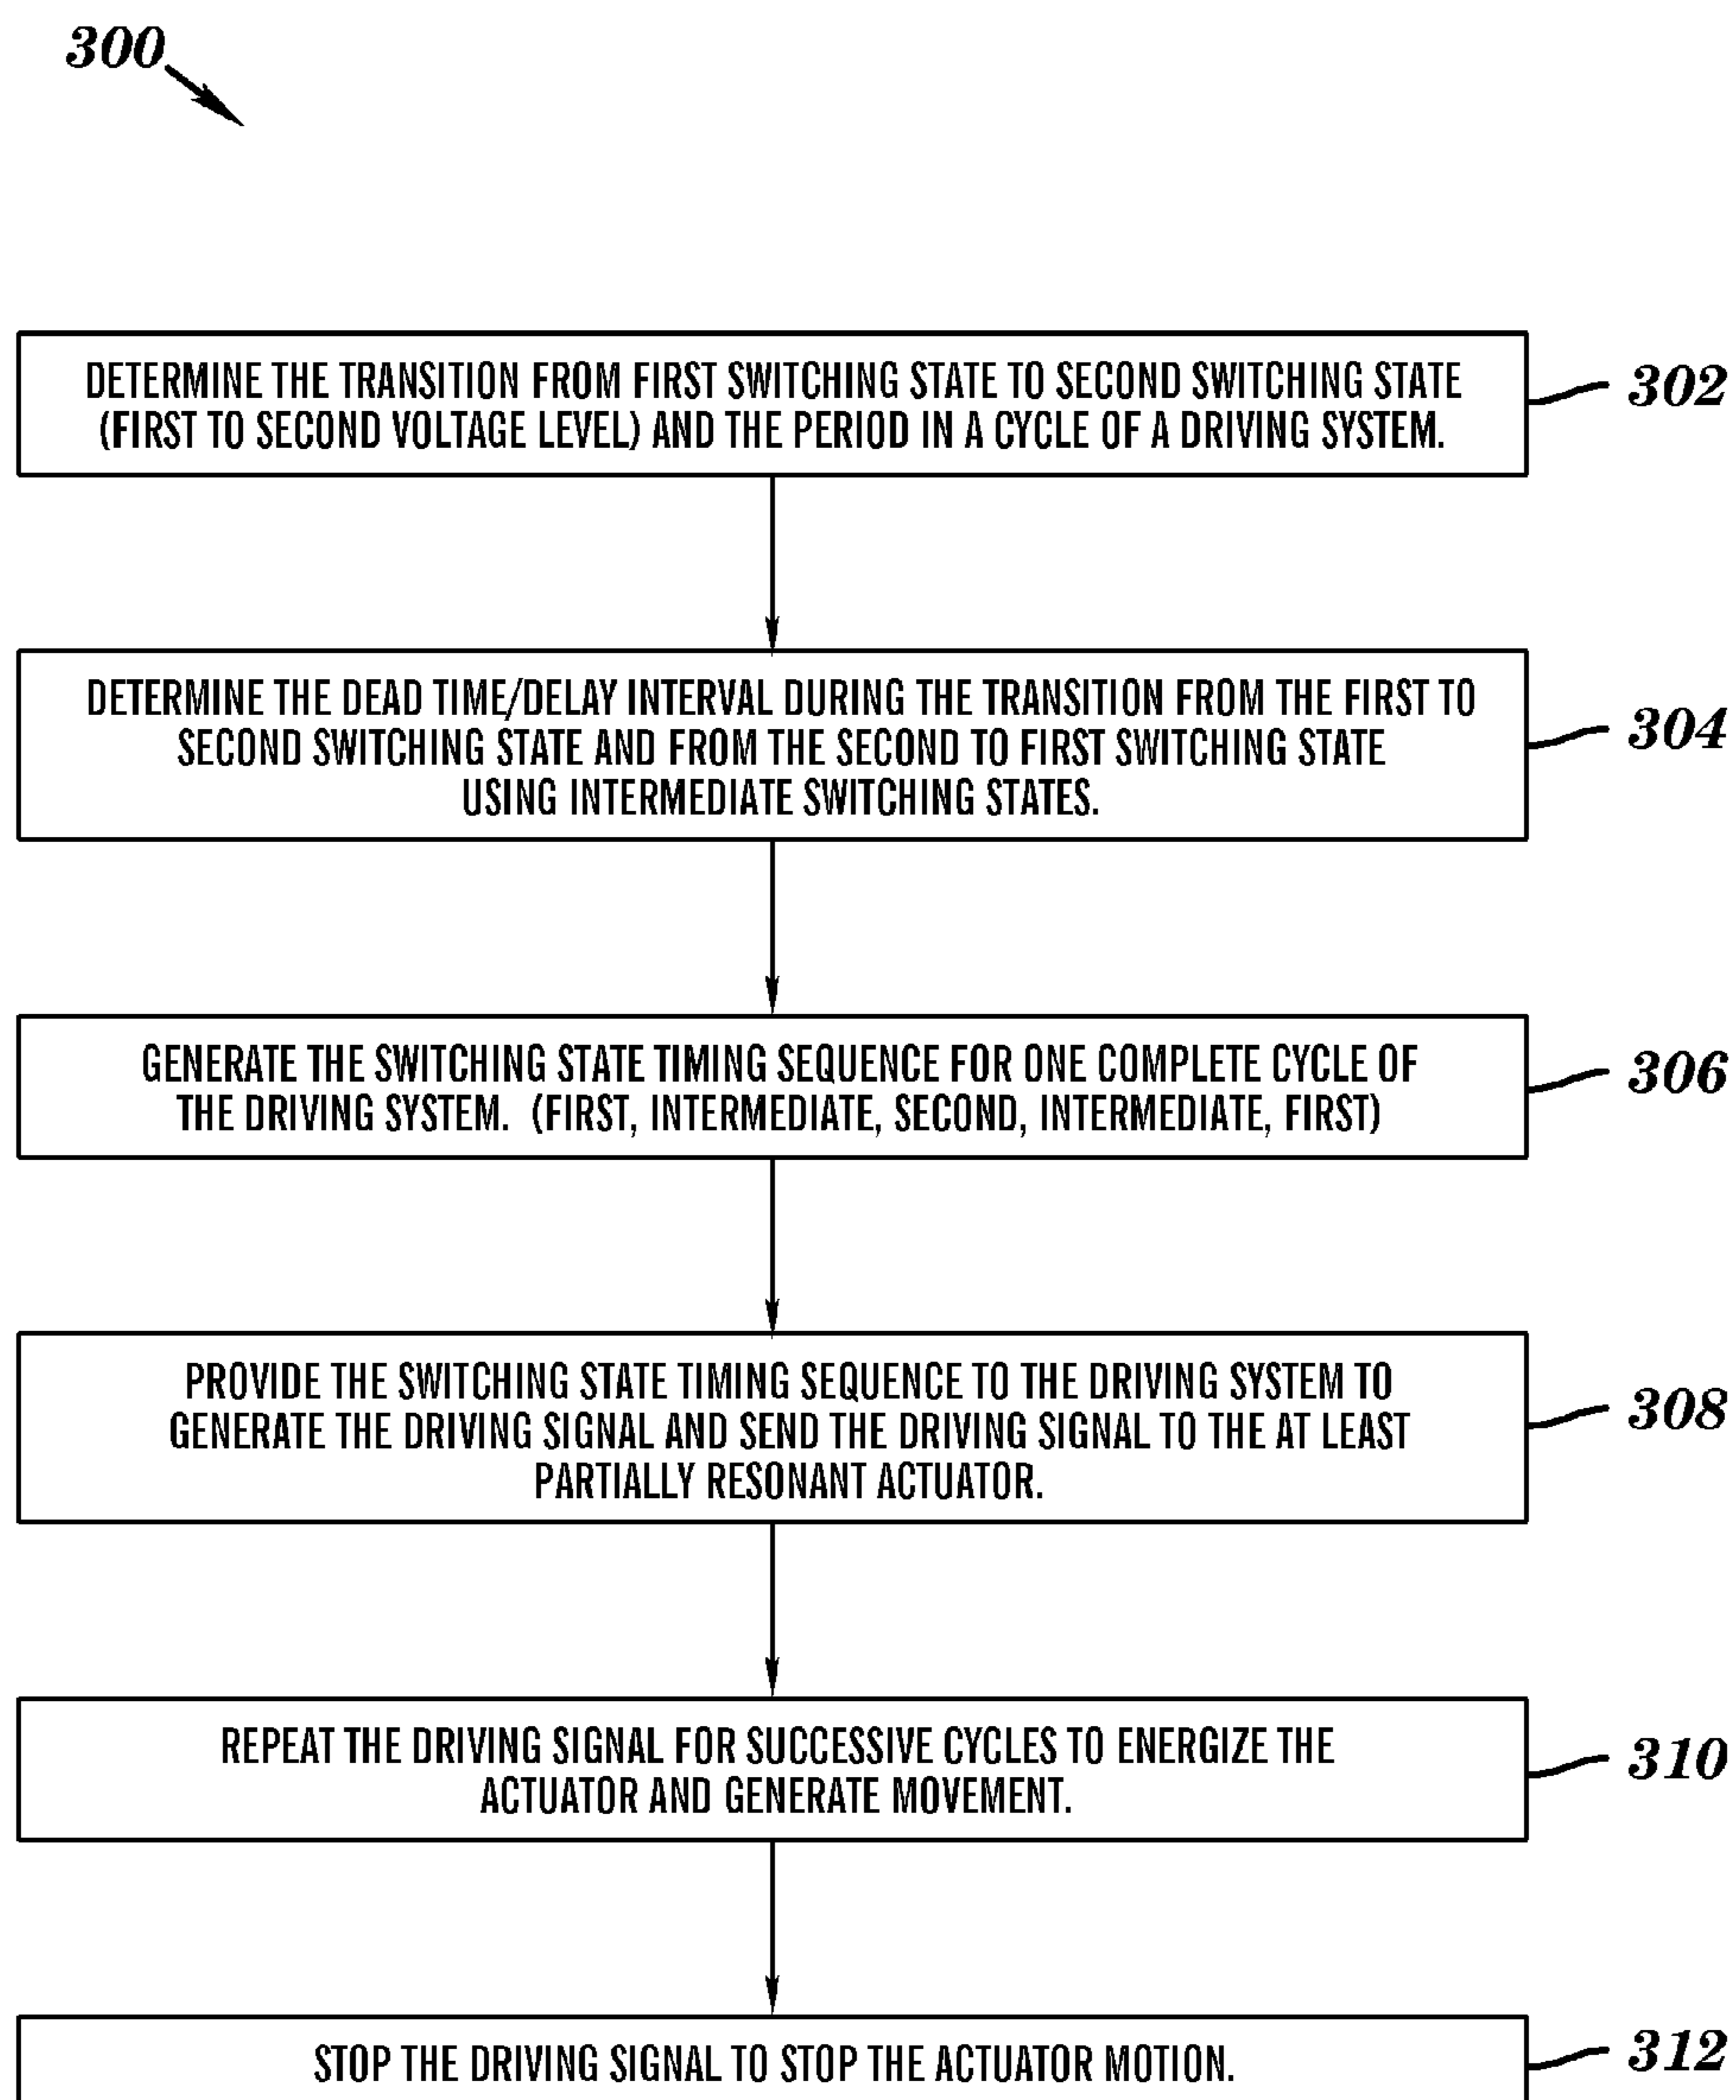 300
DETERMINE THE TRANSITION FROM FIRST SWITCHING STATE TO SECOND SWITCHING STATE
(FIRST TO SECOND VOLTAGE LEVEL) AND THE PERIOD IN A CYCLE OF A DRIVING SYSTEM.
302
DETERMINE THE DEAD TIME/DELAY INTERVAL DURING THE TRANSITION FROM THE FIRST TO
SECOND SWITCHING STATE AND FROM THE SECOND TO FIRST SWITCHING STATE
USING INTERMEDIATE SWITCHING STATES.
304
GENERATE THE SWITCHING STATE TIMING SEQUENCE FOR ONE COMPLETE CYCLE OF
THE DRIVING SYSTEM. (FIRST, INTERMEDIATE, SECOND, INTERMEDIATE, FIRST)
306
PROVIDE THE SWITCHING STATE TIMING SEQUENCE TO THE DRIVING SYSTEM TO
GENERATE THE DRIVING SIGNAL AND SEND THE DRIVING SIGNAL TO THE AT LEAST
PARTIALLY RESONANT ACTUATOR.
308
REPEAT THE DRIVING SIGNAL FOR SUCCESSIVE CYCLES TO ENERGIZE THE
ACTUATOR AND GENERATE MOVEMENT.
310
STOP THE DRIVING SIGNAL TO STOP THE ACTUATOR MOTION.
312